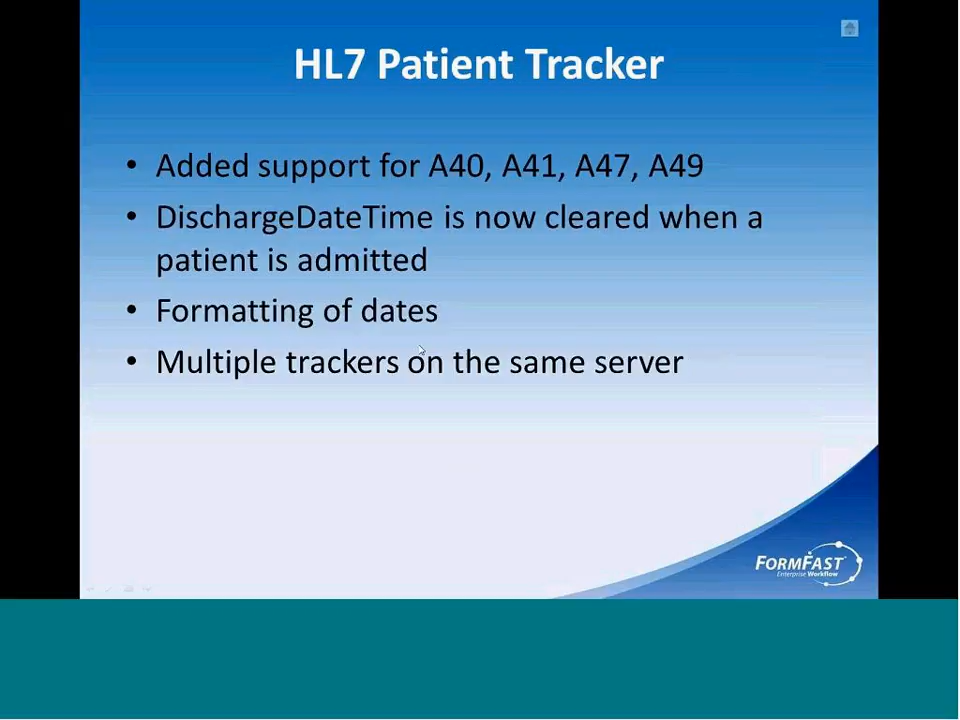 HL7 Patient Tracker
• Added support for A40, A41, A47, A49
• DischargeDateTime is now cleared when a
patient is admitted
• Formatting of dates
• Multiple trackers on the same server
FORMFAST
Enterprise Workflow